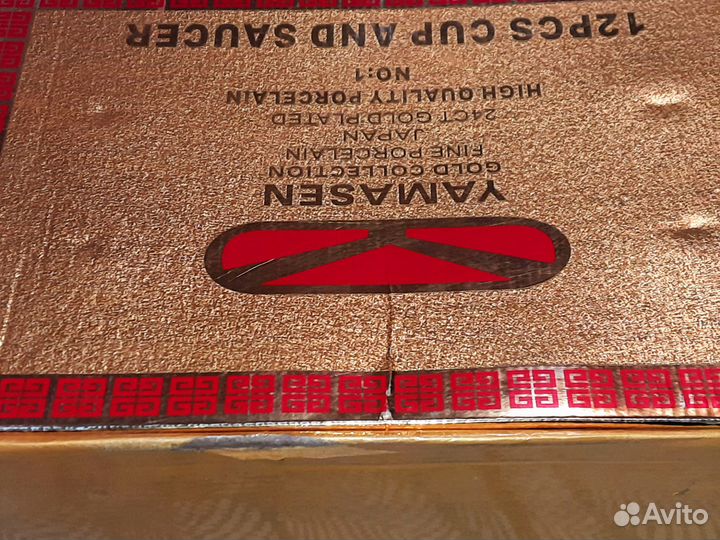 YAMASEN
GOLD COLLECTION
FINE PORCELAIN
JAPAN
24CT GOLD PLATED
HIGH QUALITY PORCELAIN
NO:1
12PCS CUP AND SAUCER
Avito